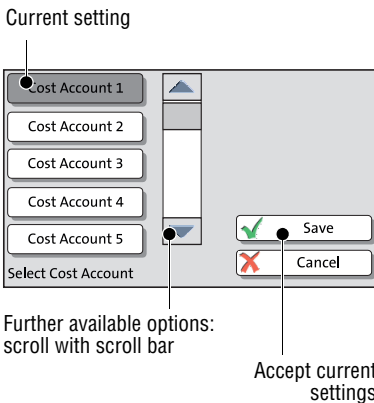 Current setting
Cost Account 1
Cost Account 2
Cost Account 3
Cost Account 4
Cost Account 5
Select Cost Account
Save
Cancel
Further available options:
scroll with scroll bar
Accept current
settings